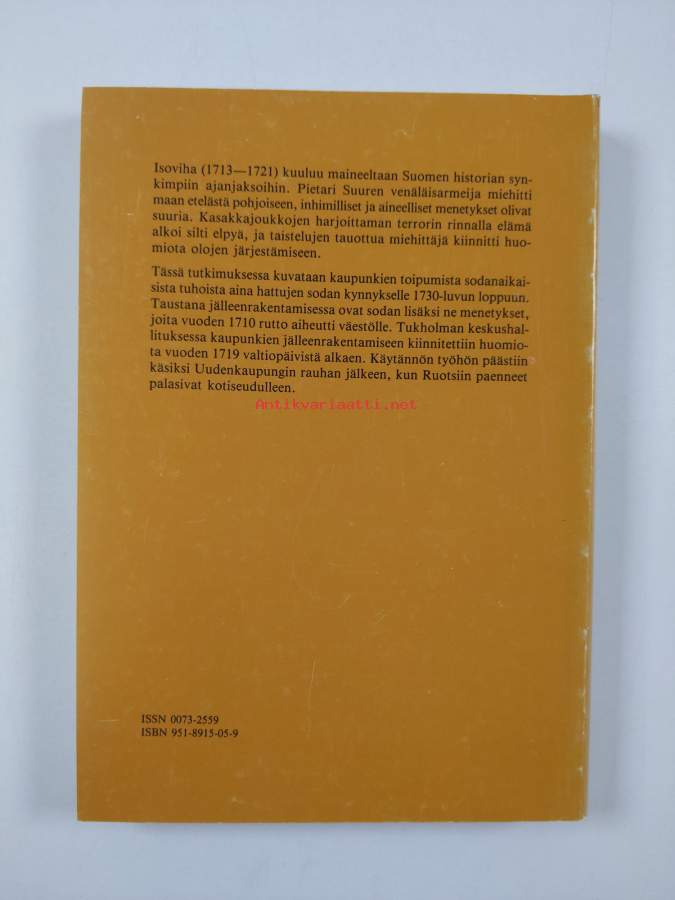 Isoviha (1713—1721) kuuluu maineeltaan Suomen historian syn-
kimpiin ajanjaksoihin. Pietari Suuren venäläisarmeija miehitti
maan etelästä pohjoiseen, inhimilliset ja aineelliset menetykset olivat
suuria. Kasakkajoukkojen harjoittaman terrorin rinnalla elämä
alkoi silti elpyä, ja taistelujen tauottua miehittäjä kiinnitti huo-
miota olojen järjestämiseen.
Tässä tutkimuksessa kuvataan kaupunkien toipumista sodanaikai-
sista tuhoista aina hattujen sodan kynnykselle 1730-luvun loppuun.
Taustana jälleenrakentamisessa ovat sodan lisäksi ne menetykset,
joita vuoden 1710 rutto aiheutti väestölle. Tukholman keskushal-
lituksessa kaupunkien jälleenrakentamiseen kiinnitettiin huomio-
ta vuoden 1719 valtiopäivistä alkaen. Käytännön työhön päästiin
käsiksi Uudenkaupungin rauhan jälkeen, kun Ruotsiin paenneet
palasivat kotiseudulleen.
Antikvariaatti.net
ISSN 0073-2559
ISBN 951-8915-05-9